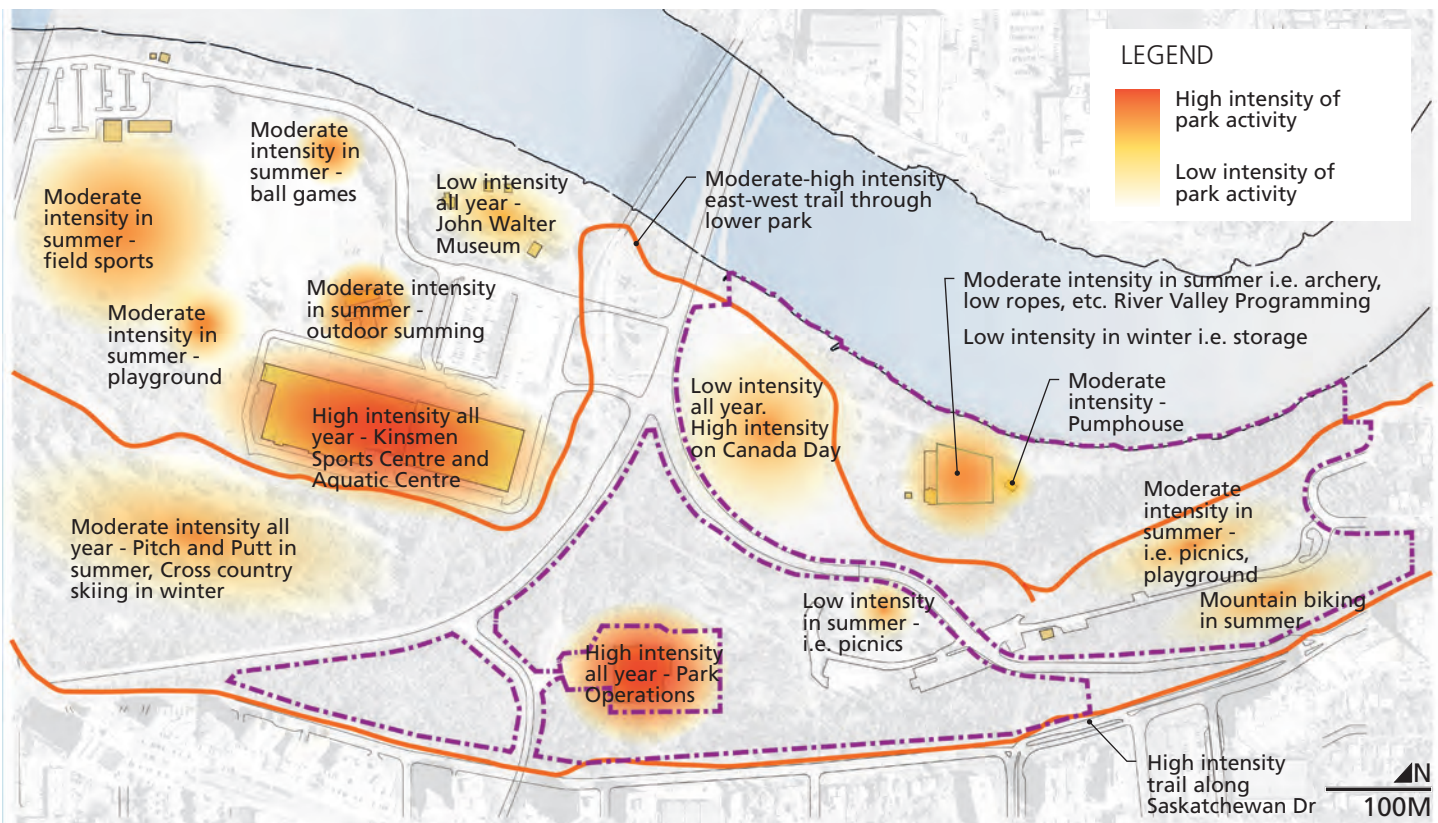 LEGEND
High intensity of
park activity
Low intensity of
park activity
Moderate
intensity in
summer -
ball games
Moderate
intensity in
summer -
field sports
Low intensity
all year -
John Walter
Museum
Moderate-high intensity -
east-west trail through
lower park
Moderate intensity in summer i.e. archery,
low ropes, etc. River Valley Programming
Low intensity in winter i.e. storage
Moderate intensity
in summer -
outdoor summing
Moderate
intensity in
summer -
playground
High intensity all
year - Kinsmen
Sports Centre and
Aquatic Centre
Low intensity
all year.
High intensity
on Canada Day
Moderate
intensity -
Pumphouse
Moderate intensity all
year - Pitch and Putt in
summer, Cross country
skiing in winter
Moderate
intensity in
summer -
i.e. picnics,
playground
Mountain biking
in summer
Low intensity
in summer -
i.e. picnics
High intensity
all year - Park
Operations
High intensity
trail along
Saskatchewan Dr
N
100M